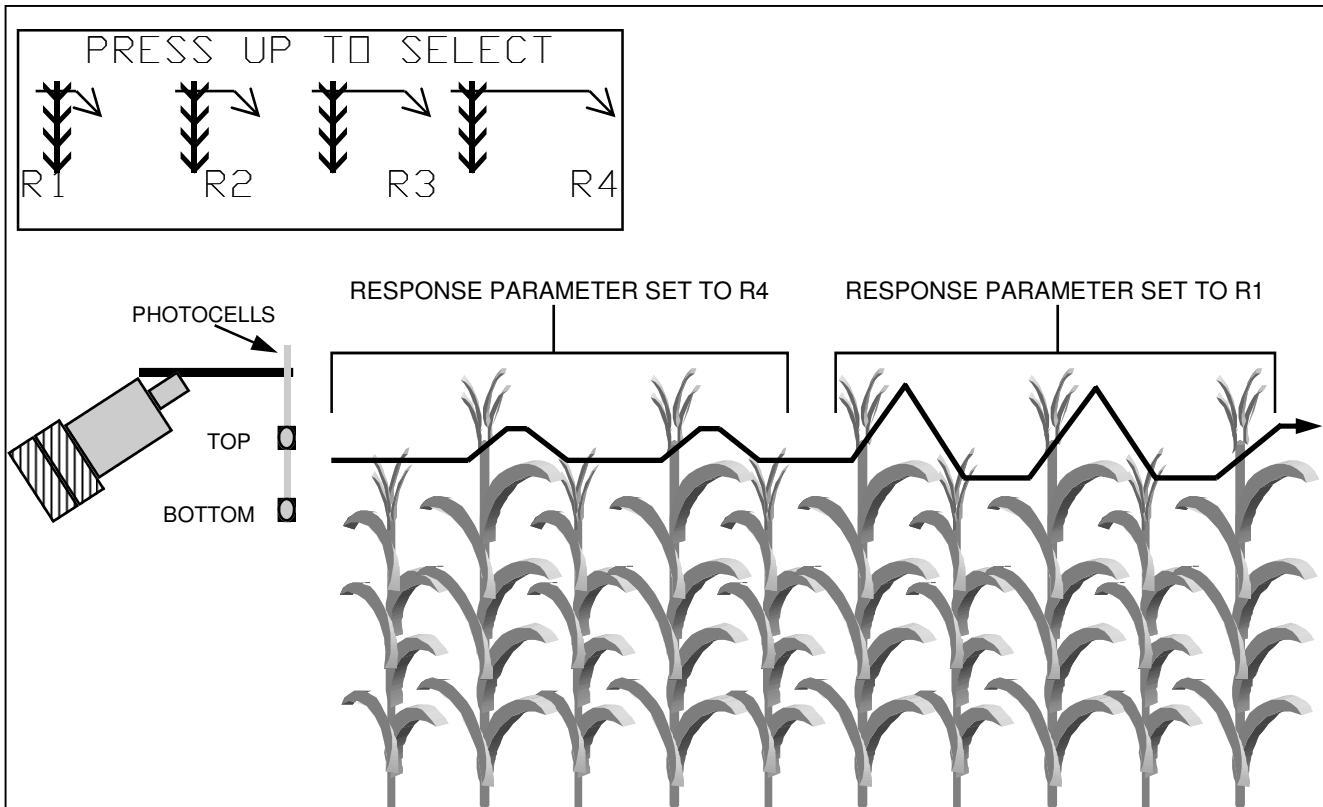 PRESS UP TO SELECT
R1 R2 R3 R4
RESPONSE PARAMETER SET TO R4
RESPONSE PARAMETER SET TO R1
PHOTOCELLS
TOP
BOTTOM